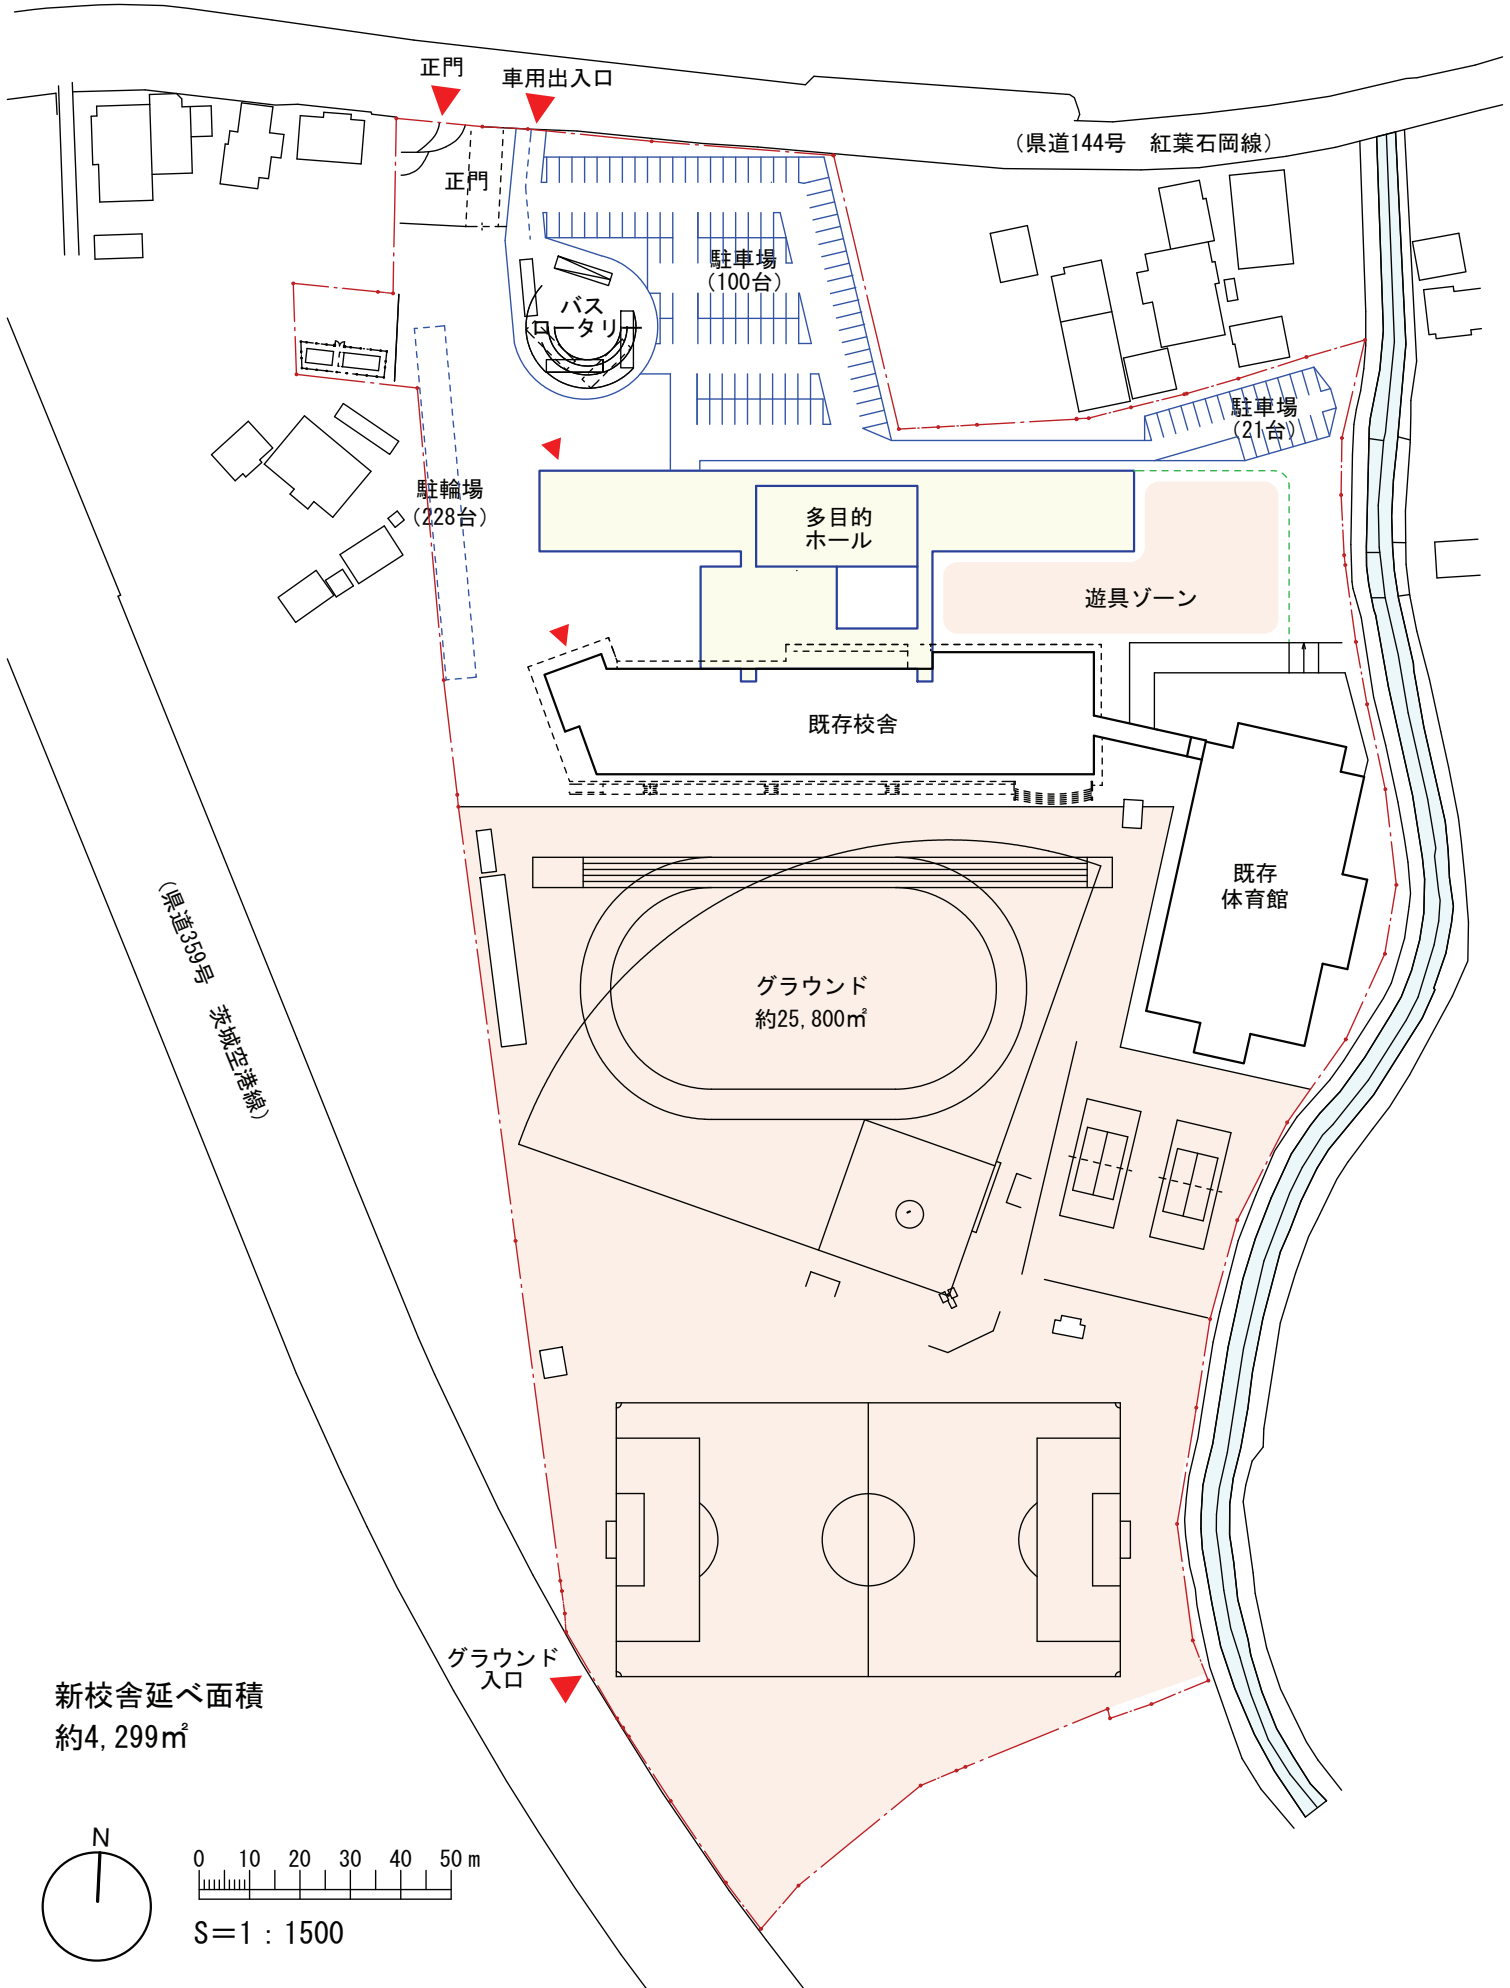 正門
車用出入口
（県道144号　紅葉石岡線）
正門
駐車場
（100台）
バス
ロータリー
駐車場
（21台）
駐輪場
（228台）
多目的
ホール
遊具ゾーン
既存校舎
既存
体育館
（県道359号　茨城空港線）
グラウンド
約25,800㎡
グラウンド
入口
新校舎延べ面積
約4,299㎡
N
0 10 20 30 40 50 m
S＝1：1500